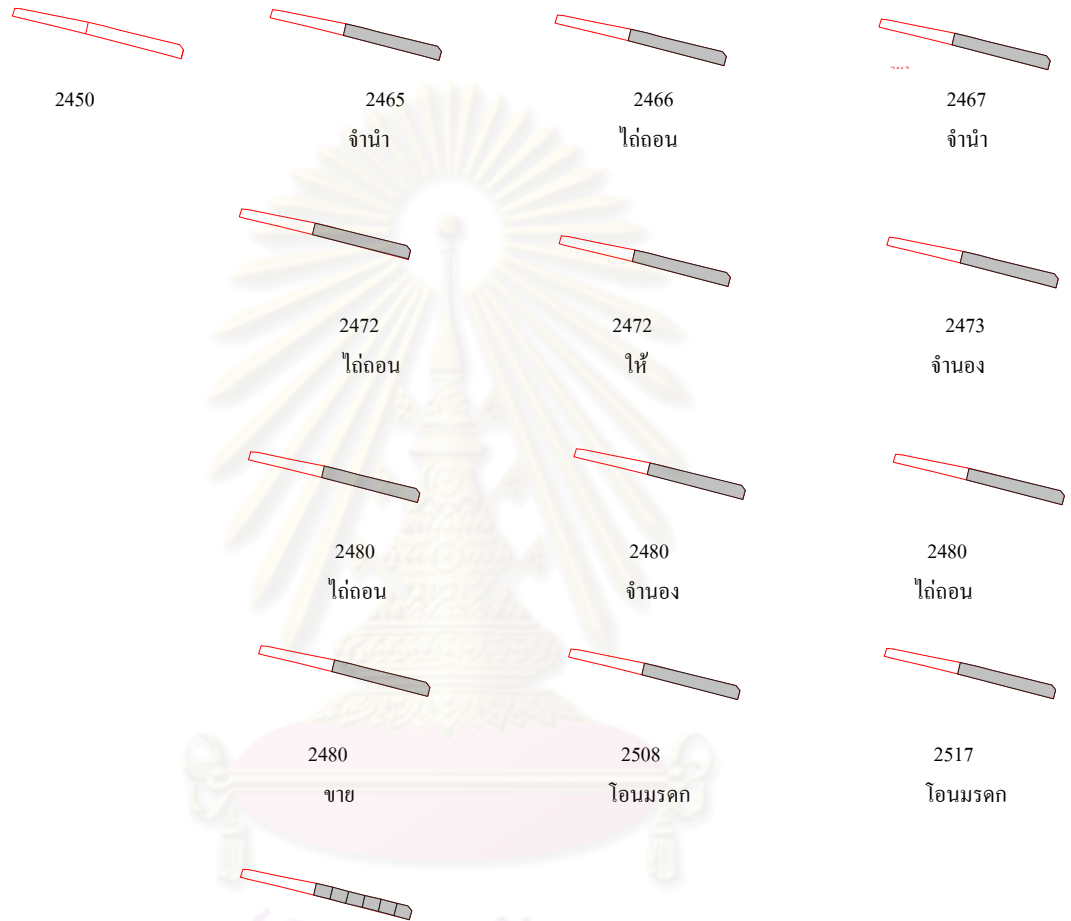 2450 2465 2466 2467
จำนำ ไถ่ถอน จำนำ
2472 2472 2473
ไถ่ถอน ให้ จำนอง
2480 2480 2480
ไถ่ถอน จำนอง ไถ่ถอน
2480 2508 2517
ขาย โอนมรดก โอนมรดก